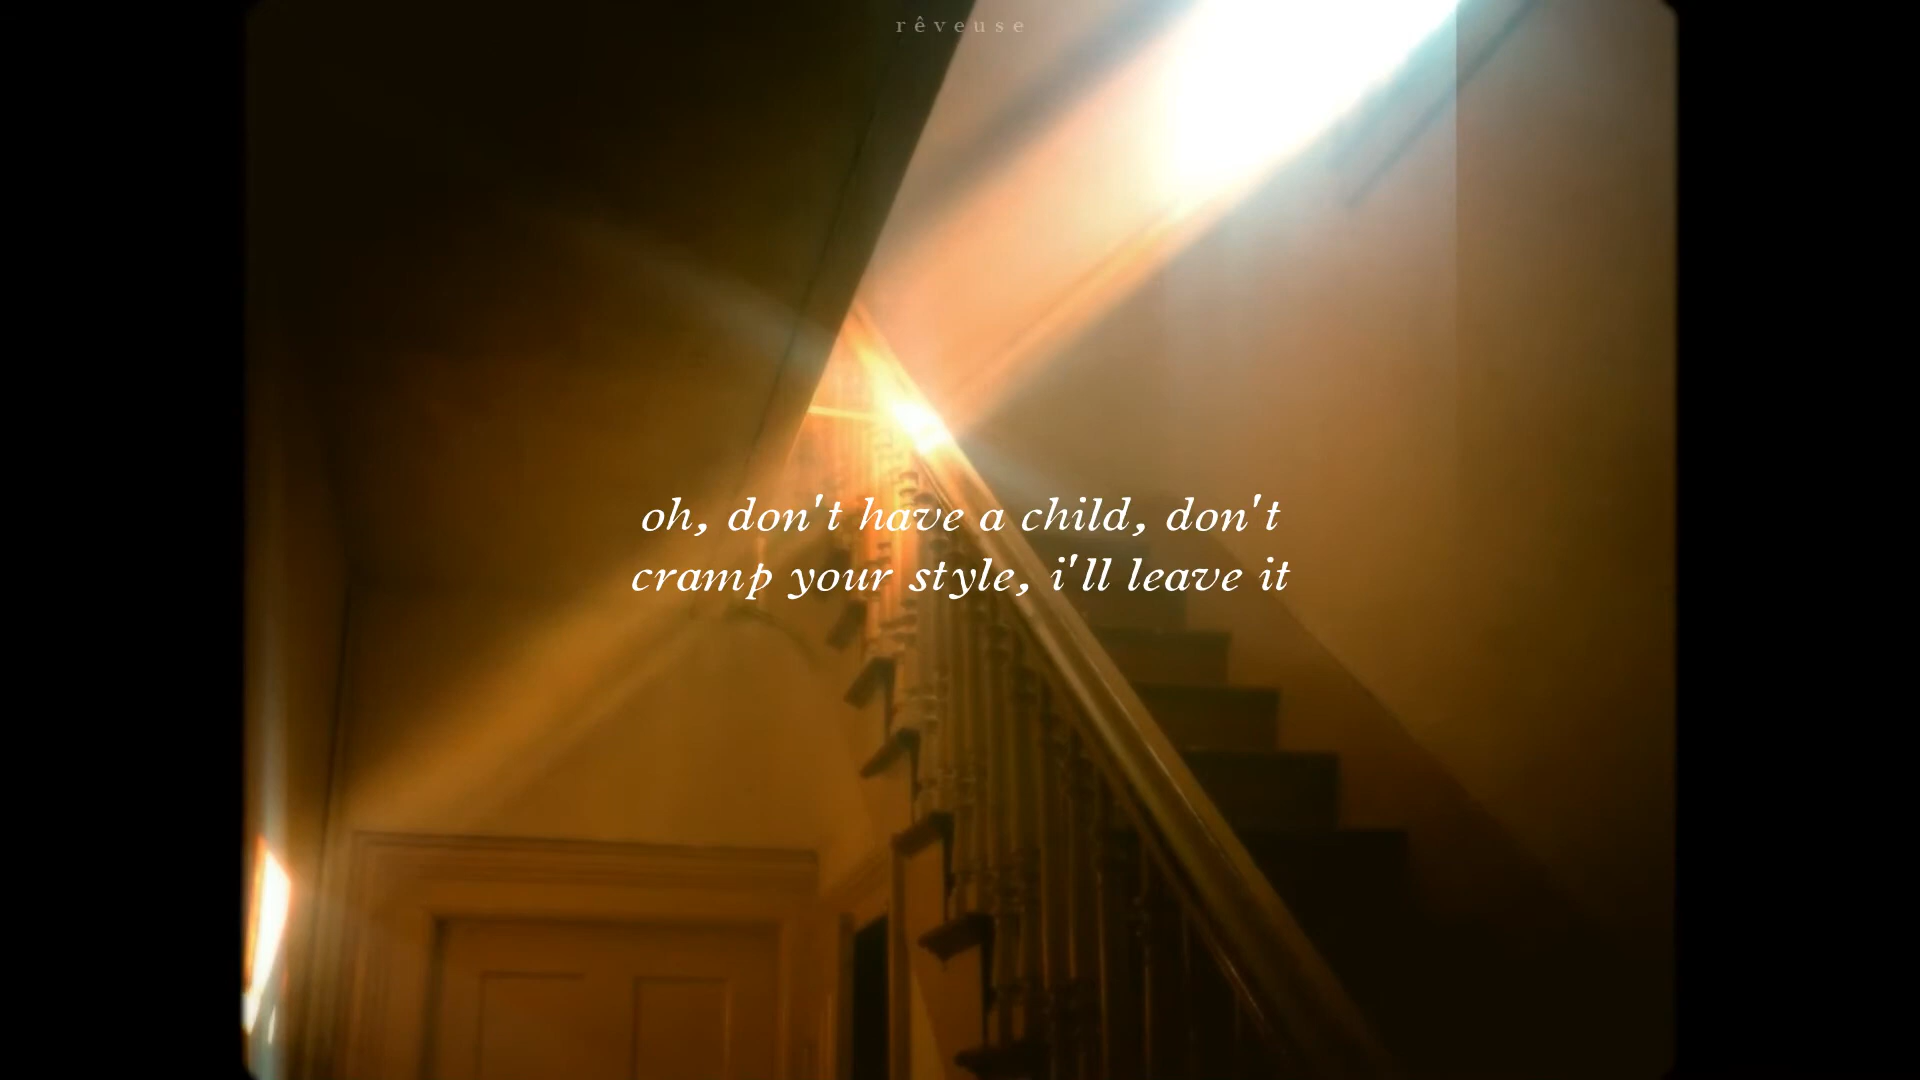 rêveuse
oh, don't have a child, don't
cramp your style, i'll leave it